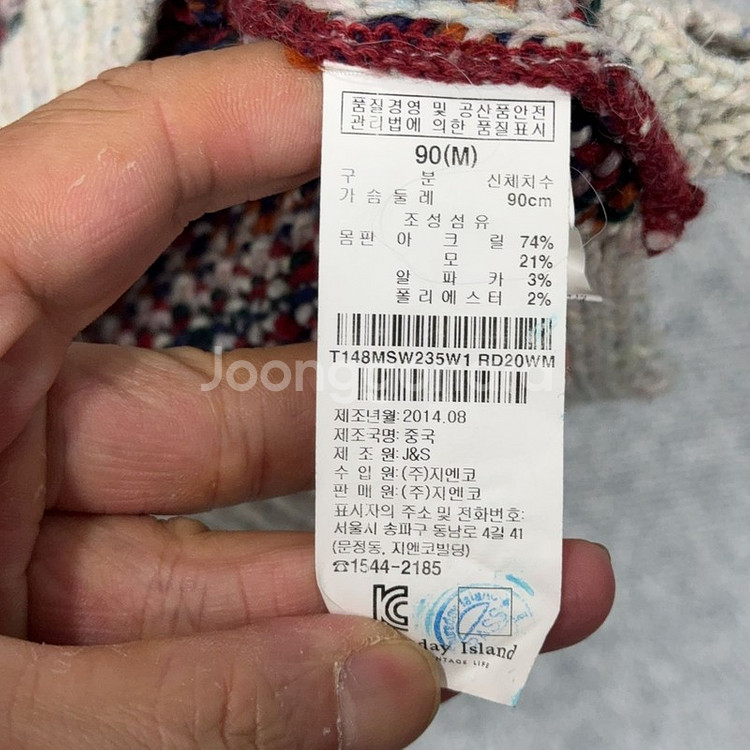 품질경영 및 공산품안전
관리법에 의한 품질표시
90(M)
구 분 신체치수
가슴둘레 90cm
조성섬유
몸판 아 크 릴 74%
모 21%
알 파 카 3%
폴리에스터 2%
T148MSW235W1 RD20WM
제조년월:2014.08
제조국명:중국
제 조 원:J&S
수 입 원:(주)지엔코
판 매 원:(주)지엔코
표시자의 주소 및 전화번호:
서울시 송파구 동남로 4길 41
(문정동, 지엔코빌딩)
☎1544-2185
Island
LIFE